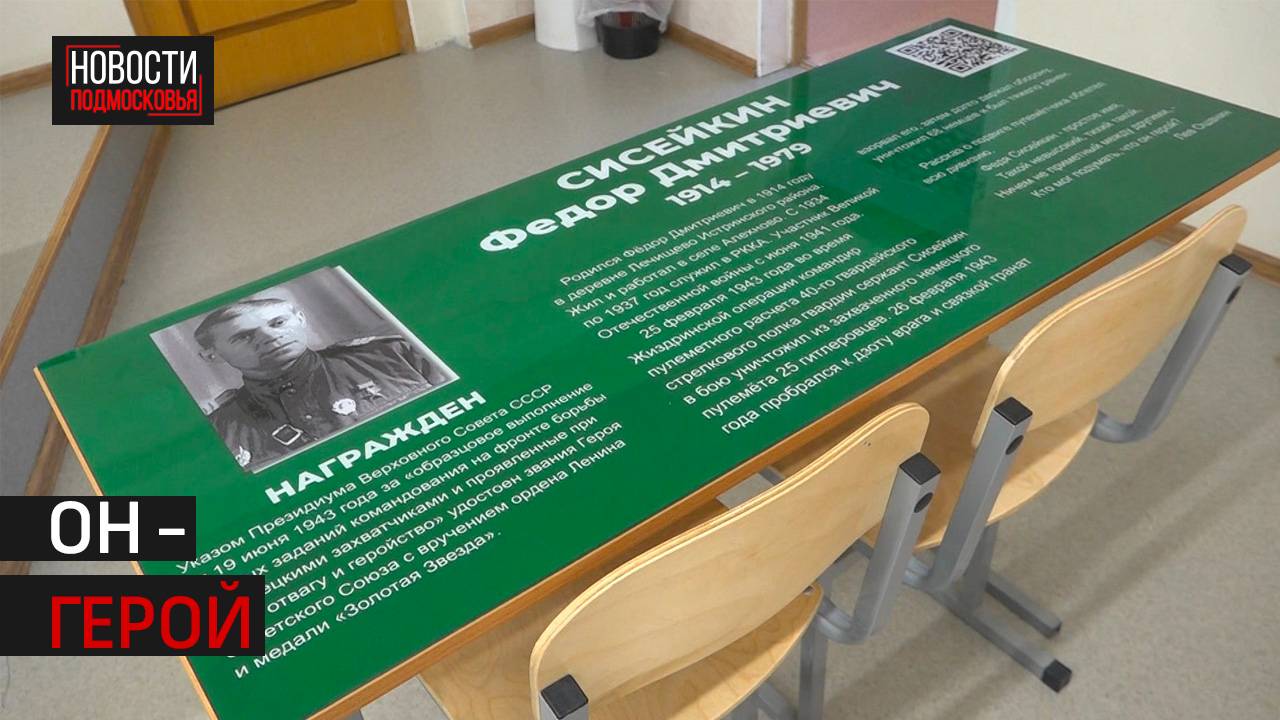 НОВОСТИ
ПОДМОСКОВЬЯ
СИСЕЙКИН
Федор Дмитриевич
1914 – 1979
Родился Фёдор Дмитриевич в 1914 году
в деревне Лечищево Истринского района
Жил и работал в селе Алехново. С 1934
по 1937 год служил в РККА. Участник Великой
Отечественной войны с июня 1941 года.
25 февраля 1943 года во время
Жиздринской операции командир
пулеметного расчета 40-го гвардейского
стрелкового полка гвардии сержант Сисейкин
в бою уничтожил из захваченного немецкого
пулемёта 25 гитлеровцев. 26 февраля 1943
года пробрался к дзоту врага и связкой гранат
взорвал его, затем долго держал оборону,
уничтожил 68 немцев и был тяжело ранен.
Рассказ о подвиге пулемётчика облетел
всю дивизию.
Федя Сисейкин - простое имя,
Такой невысокий, тихий такой.
Ничем не приметный между другими, -
Кто мог подумать, что он герой?
Лев Ошанин
НАГРАЖДЕН
Указом Президиума Верховного Совета СССР
19 июня 1943 года за «образцовое выполнение
заданий командования на фронте борьбы
захватчиками и проявленные при
отвагу и геройство» удостоен звания Героя
Союза с вручением ордена Ленина
и медали «Золотая Звезда».
ОН –
ГЕРОЙ